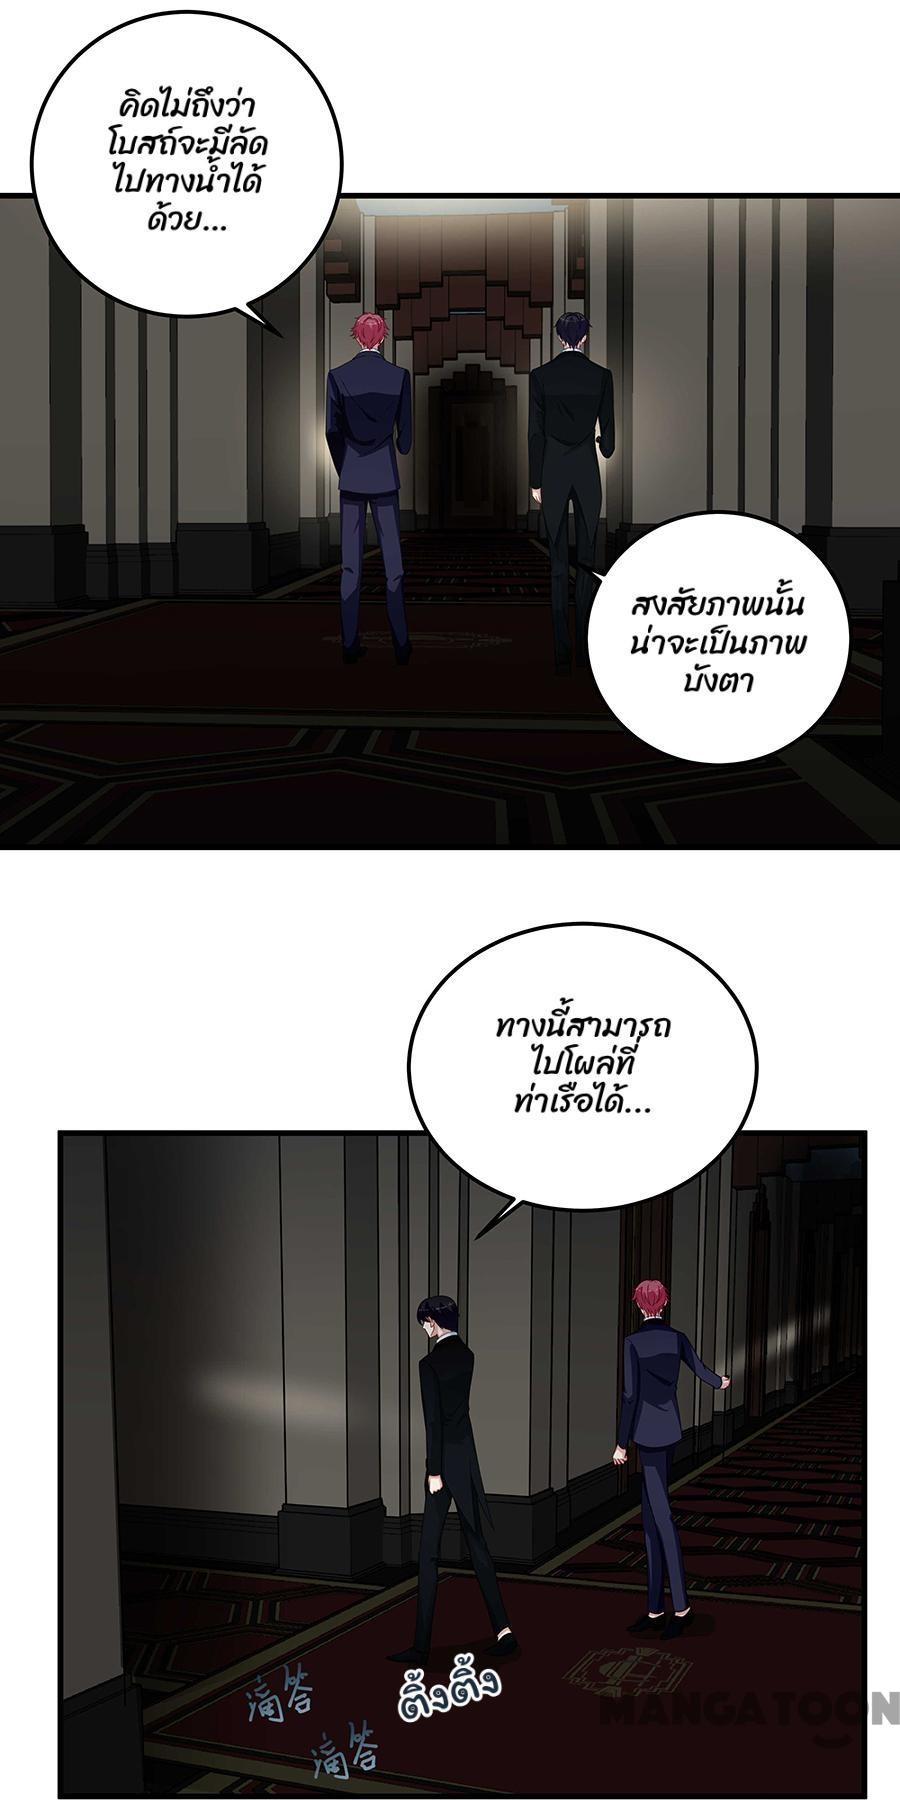 คิดไม่ถึงว่า
โบสถ์จะมีลัด
ไปทางน้ำได้
ด้วย...
สงสัยภาพนั้น
น่าจะเป็นภาพ
บังตา
ทางนี้สามารถ
ไปโผล่ที่
ท่าเรือได้...
滴答
ติ๋งติ๋ง
滴答
MANGATOON